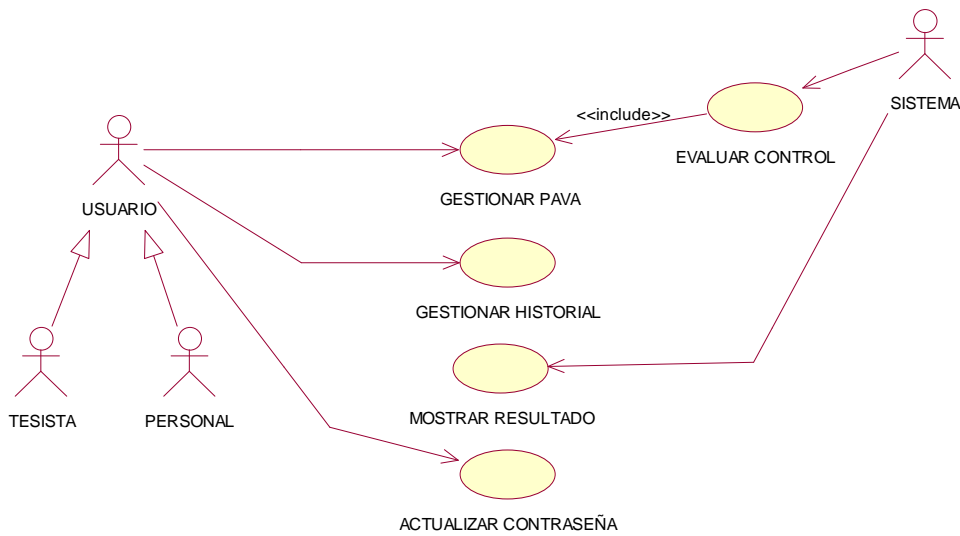 SISTEMA
<<include>>
EVALUAR CONTROL
GESTIONAR PAVA
USUARIO
GESTIONAR HISTORIAL
MOSTRAR RESULTADO
TESISTA
PERSONAL
ACTUALIZAR CONTRASEÑA